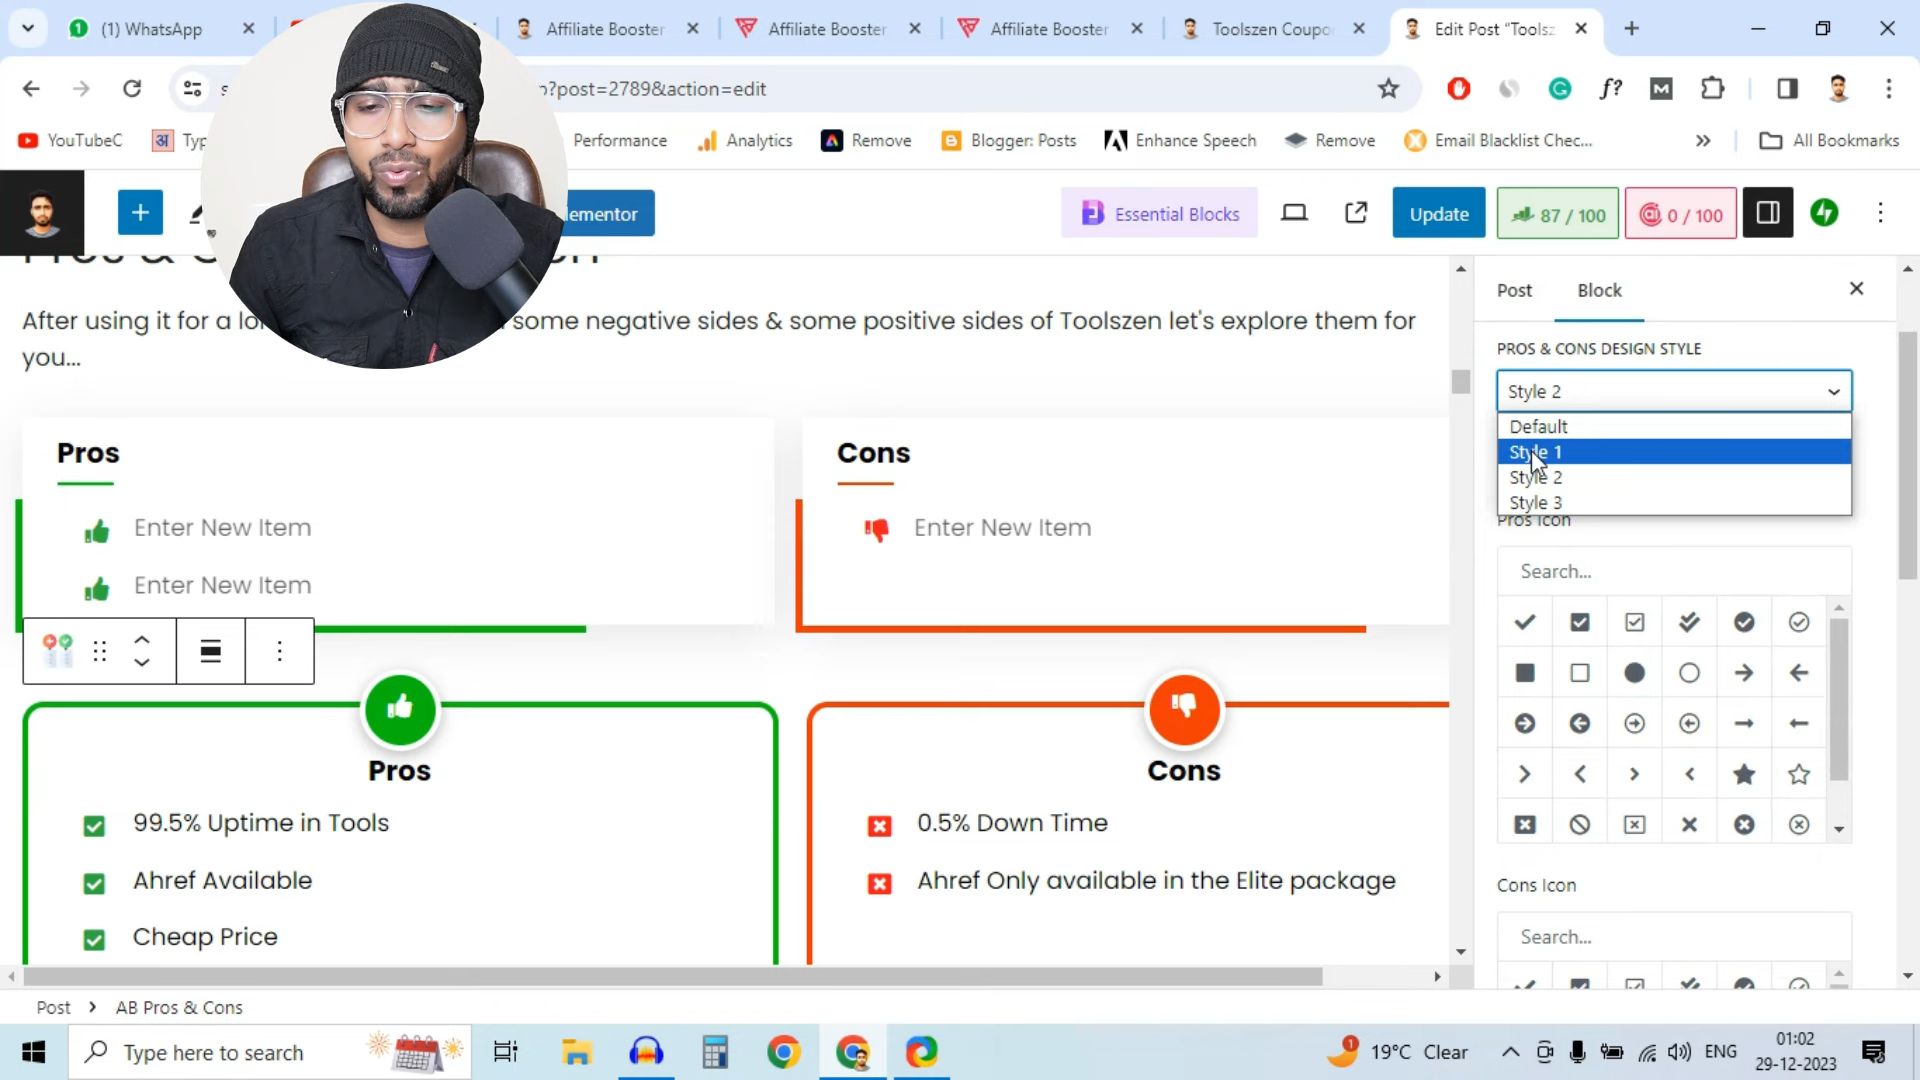 (1) WhatsApp
Affiliate Booster
Affiliate Booster
Affiliate Booster
Toolszen Coupo
Edit Post "Toolsz
?post=2789&action=edit
YouTubeC
Performance
Analytics
Remove
Blogger: Posts
Enhance Speech
Remove
Email Blacklist Chec...
All Bookmarks
Essential Blocks
Update
87 / 100
0 / 100
Pros &
After using it for a
some negative sides & some positive sides of Toolszen let's explore them for
you...
Pros
Enter New Item
Enter New Item
Cons
Enter New Item
Pros
99.5% Uptime in Tools
Ahref Available
Cheap Price
Cons
0.5% Down Time
Ahref Only available in the Elite package
Post
Block
PROS & CONS DESIGN STYLE
Style 2
Default
Style 1
Style 2
Style 3
Pros Icon
Search...
Cons Icon
Search...
Post > AB Pros & Cons
Type here to search
1
19°C Clear
ENG
01:02
29-12-2023